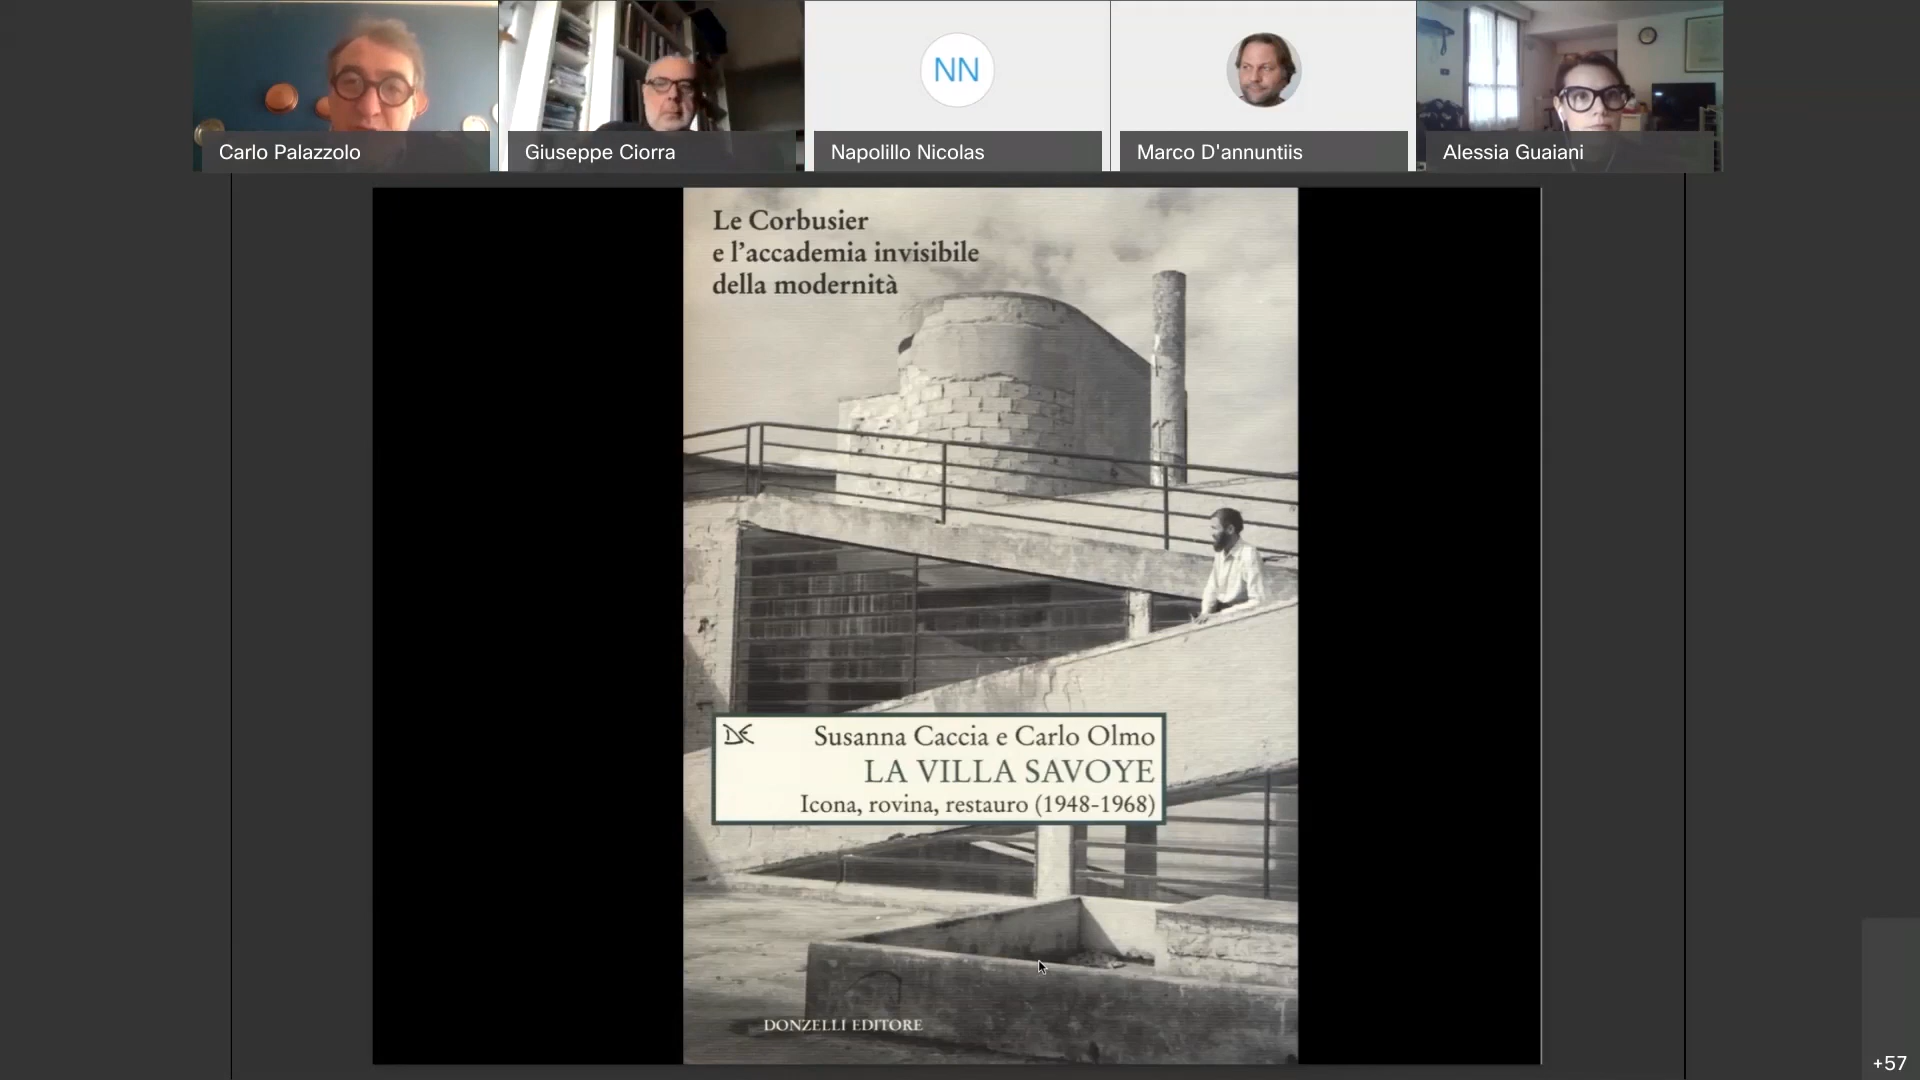 Carlo Palazzolo
Giuseppe Ciorra
NN
Napolillo Nicolas
Marco D'annuntiis
Alessia Guaiani
Le Corbusier
e l'accademia invisibile
della modernità
Susanna Caccia e Carlo Olmo
LA VILLA SAVOYE
Icona, rovina, restauro (1948-1968)
DONZELLI EDITORE
+57